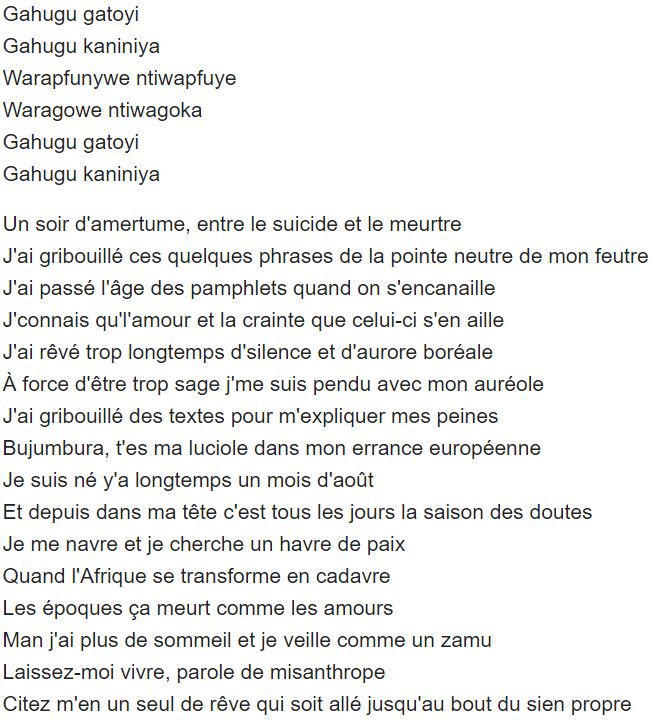 Gahugu gatoyi
Gahugu kaniniya
Warapfunywe ntiwapfuye
Waragowe ntiwagoka
Gahugu gatoyi
Gahugu kaniniya
Un soir d'amertume, entre le suicide et le meurtre
J'ai gribouillé ces quelques phrases de la pointe neutre de mon feutre
J'ai passé l'âge des pamphlets quand on s'encanaille
J'connais qu'l'amour et la crainte que celui-ci s'en aille
J'ai rêvé trop longtemps d'silence et d'aurore boréale
À force d'être trop sage j'me suis pendu avec mon auréole
J'ai gribouillé des textes pour m'expliquer mes peines
Bujumbura, t'es ma luciole dans mon errance européenne
Je suis né y'a longtemps un mois d'août
Et depuis dans ma tête c'est tous les jours la saison des doutes
Je me navre et je cherche un havre de paix
Quand l'Afrique se transforme en cadavre
Les époques ça meurt comme les amours
Man j'ai plus de sommeil et je veille comme un zamu
Laissez-moi vivre, parole de misanthrope
Citez m'en un seul de rêve qui soit allé jusqu'au bout du sien propre